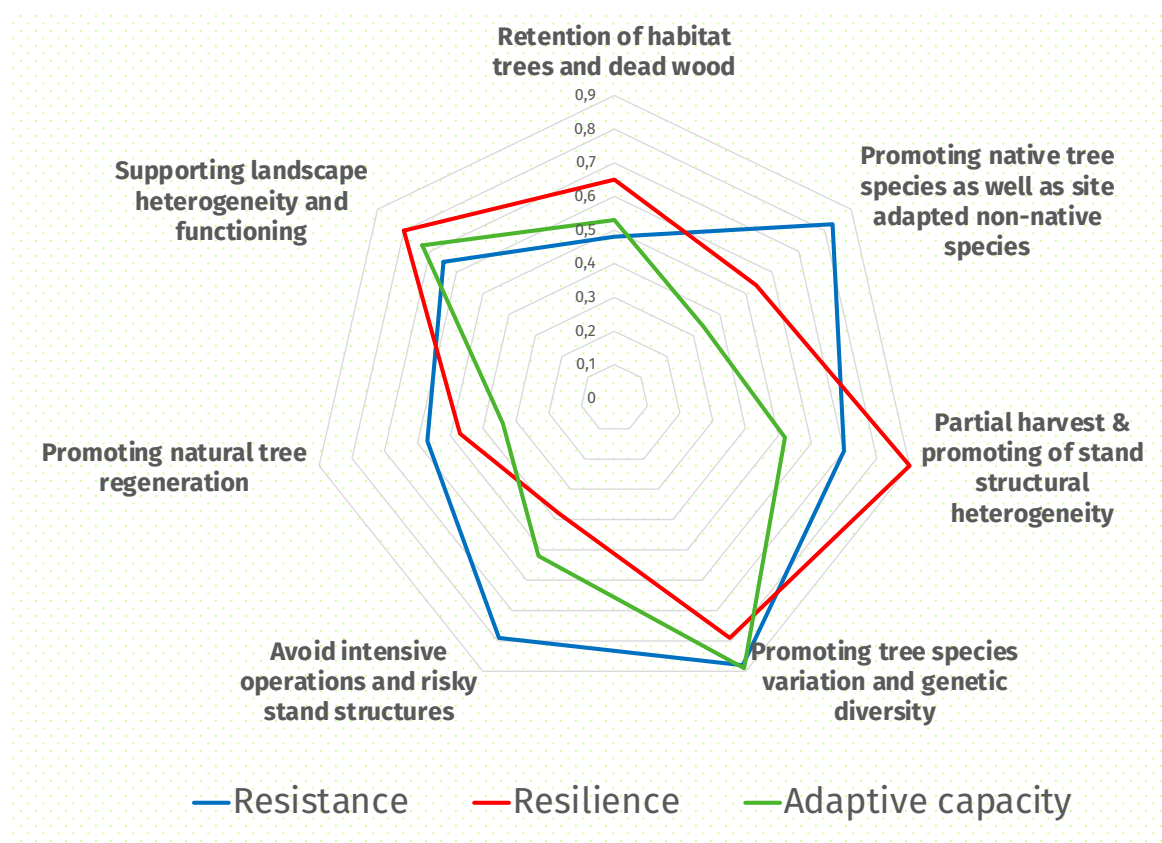 Retention of habitat
trees and dead wood
0,9
0,8
0,7
0,6
0,5
0,4
0,3
0,2
0,1
0
Promoting native tree
species as well as site
adapted non-native
species
Partial harvest &
promoting of stand
structural
heterogeneity
Promoting tree species
variation and genetic
diversity
Avoid intensive
operations and risky
stand structures
Promoting natural tree
regeneration
Supporting landscape
heterogeneity and
functioning
Resistance
Resilience
Adaptive capacity